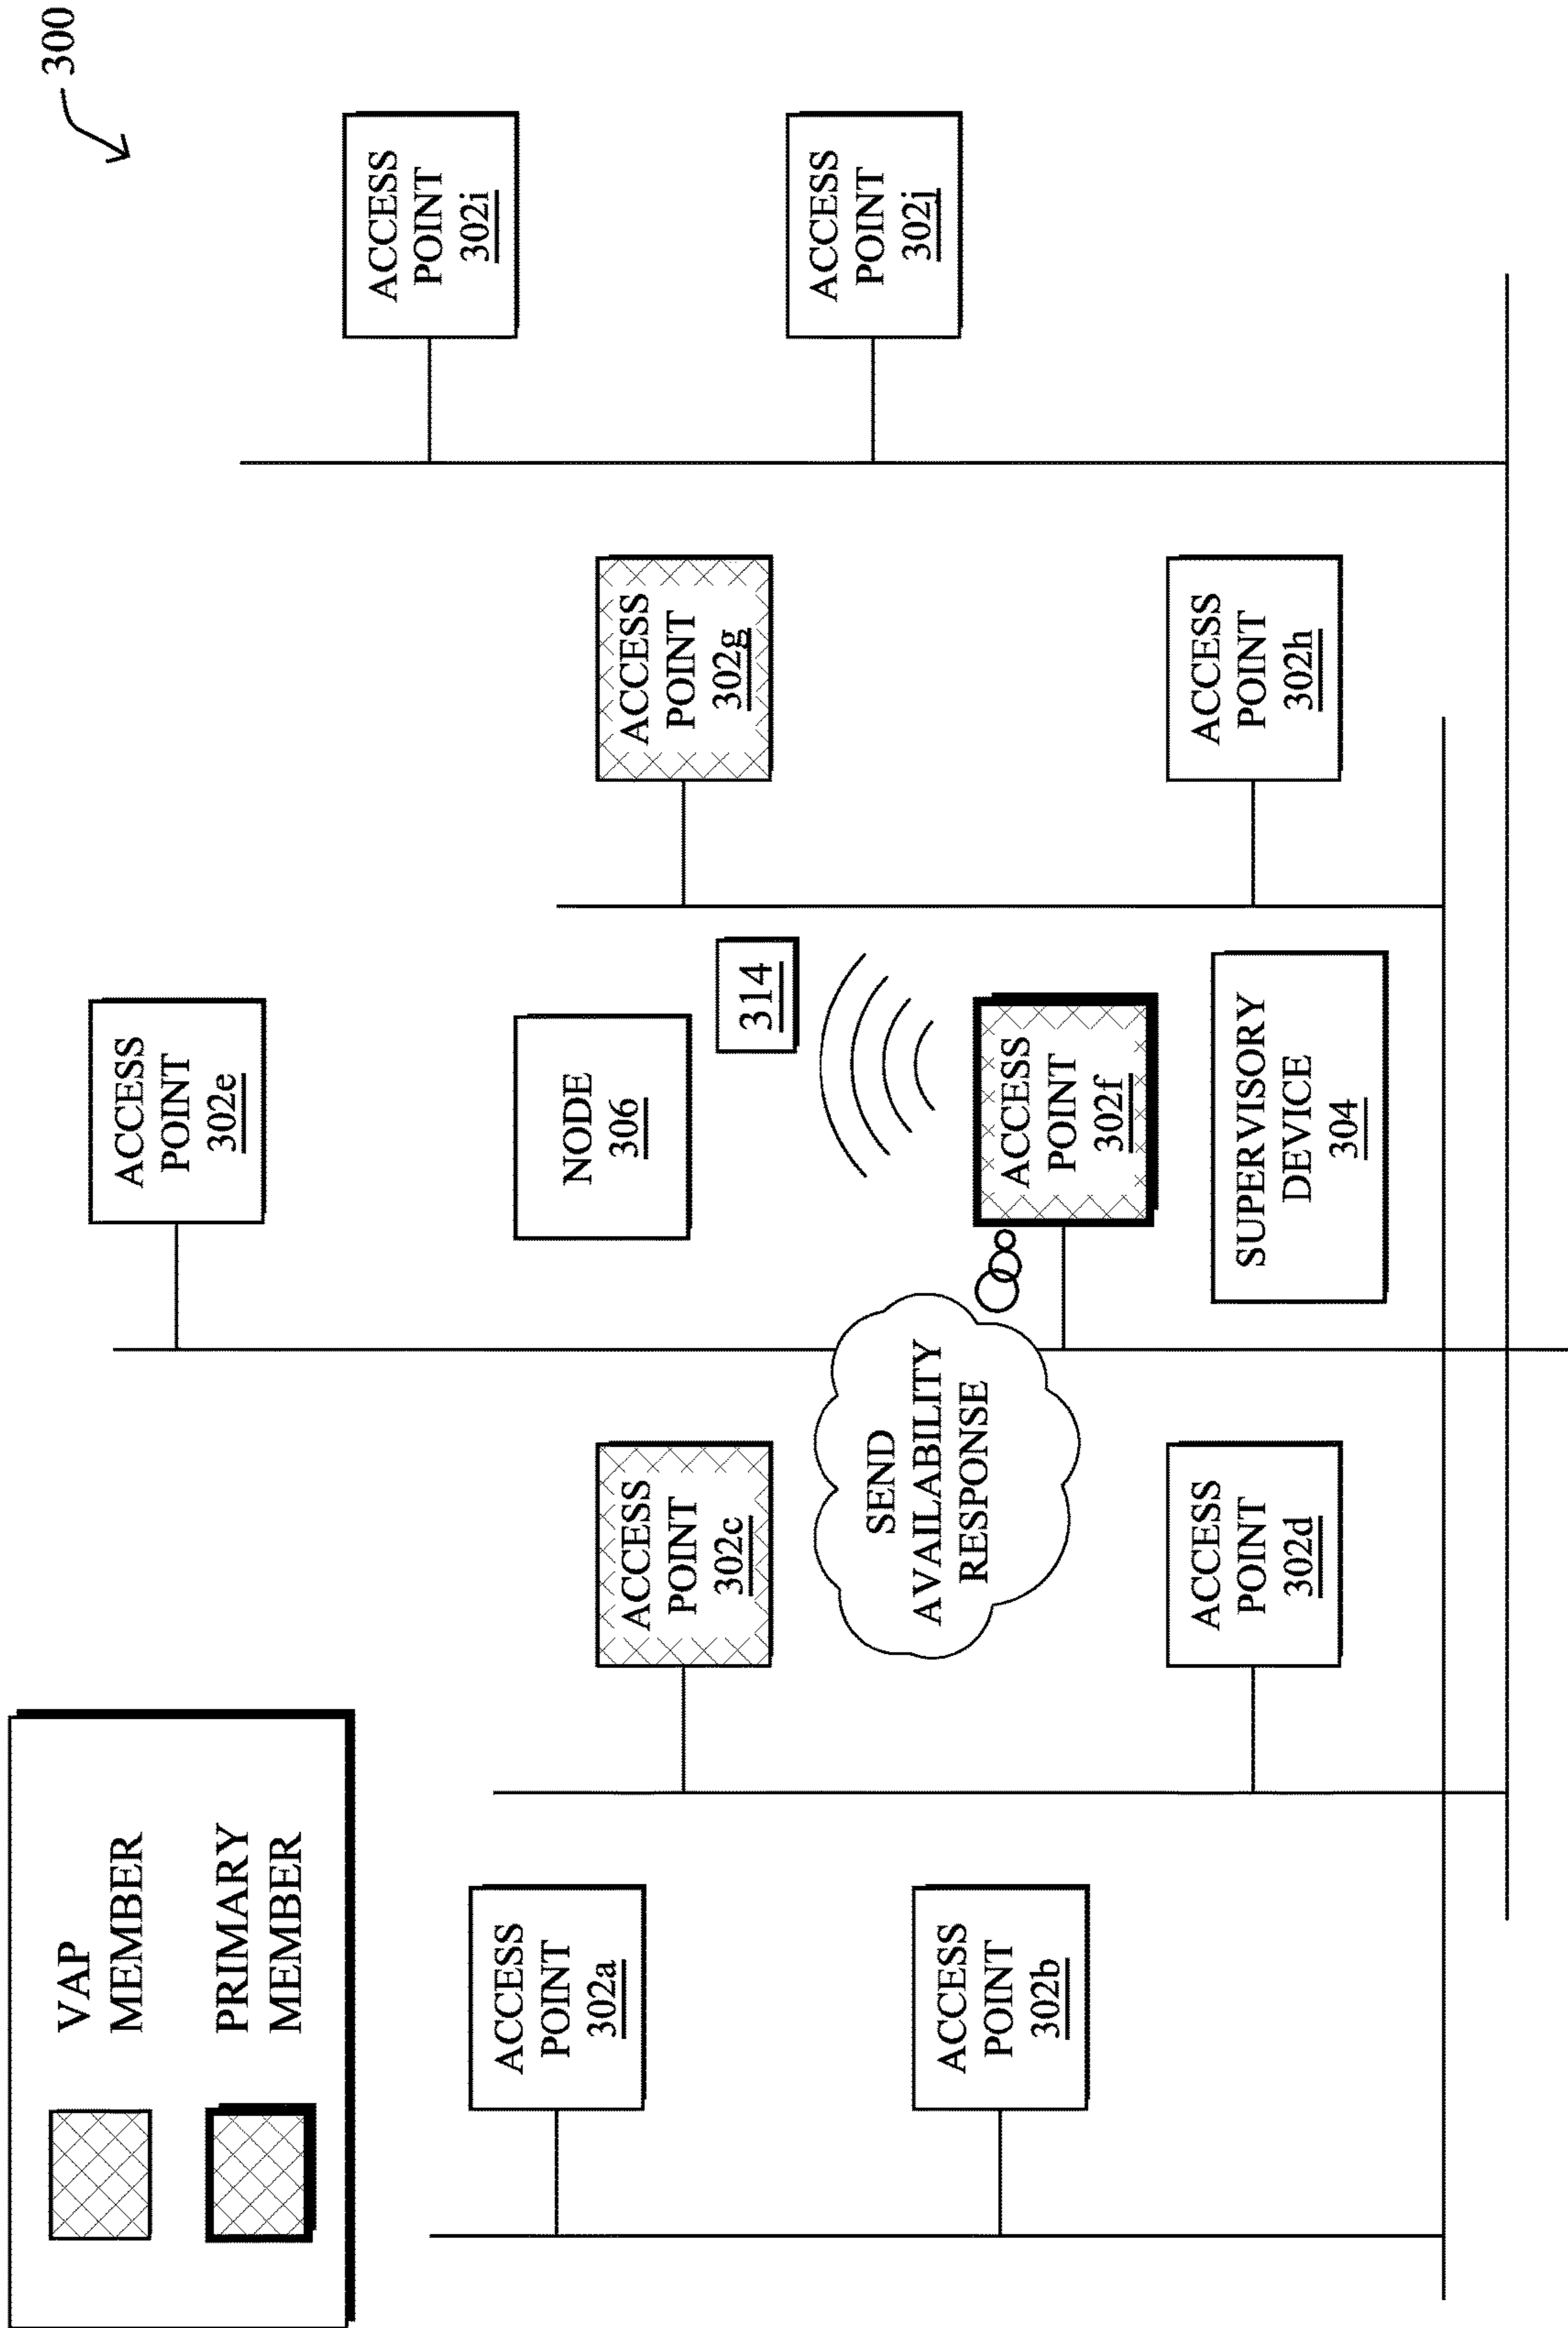 300
VAP
MEMBER
PRIMARY
MEMBER
ACCESS
POINT
302a
ACCESS
POINT
302b
ACCESS
POINT
302c
ACCESS
POINT
302d
ACCESS
POINT
302e
NODE
306
314
SEND
AVAILABILITY
RESPONSE
ACCESS
POINT
302f
SUPERVISORY
DEVICE
304
ACCESS
POINT
302g
ACCESS
POINT
302h
ACCESS
POINT
302i
ACCESS
POINT
302j